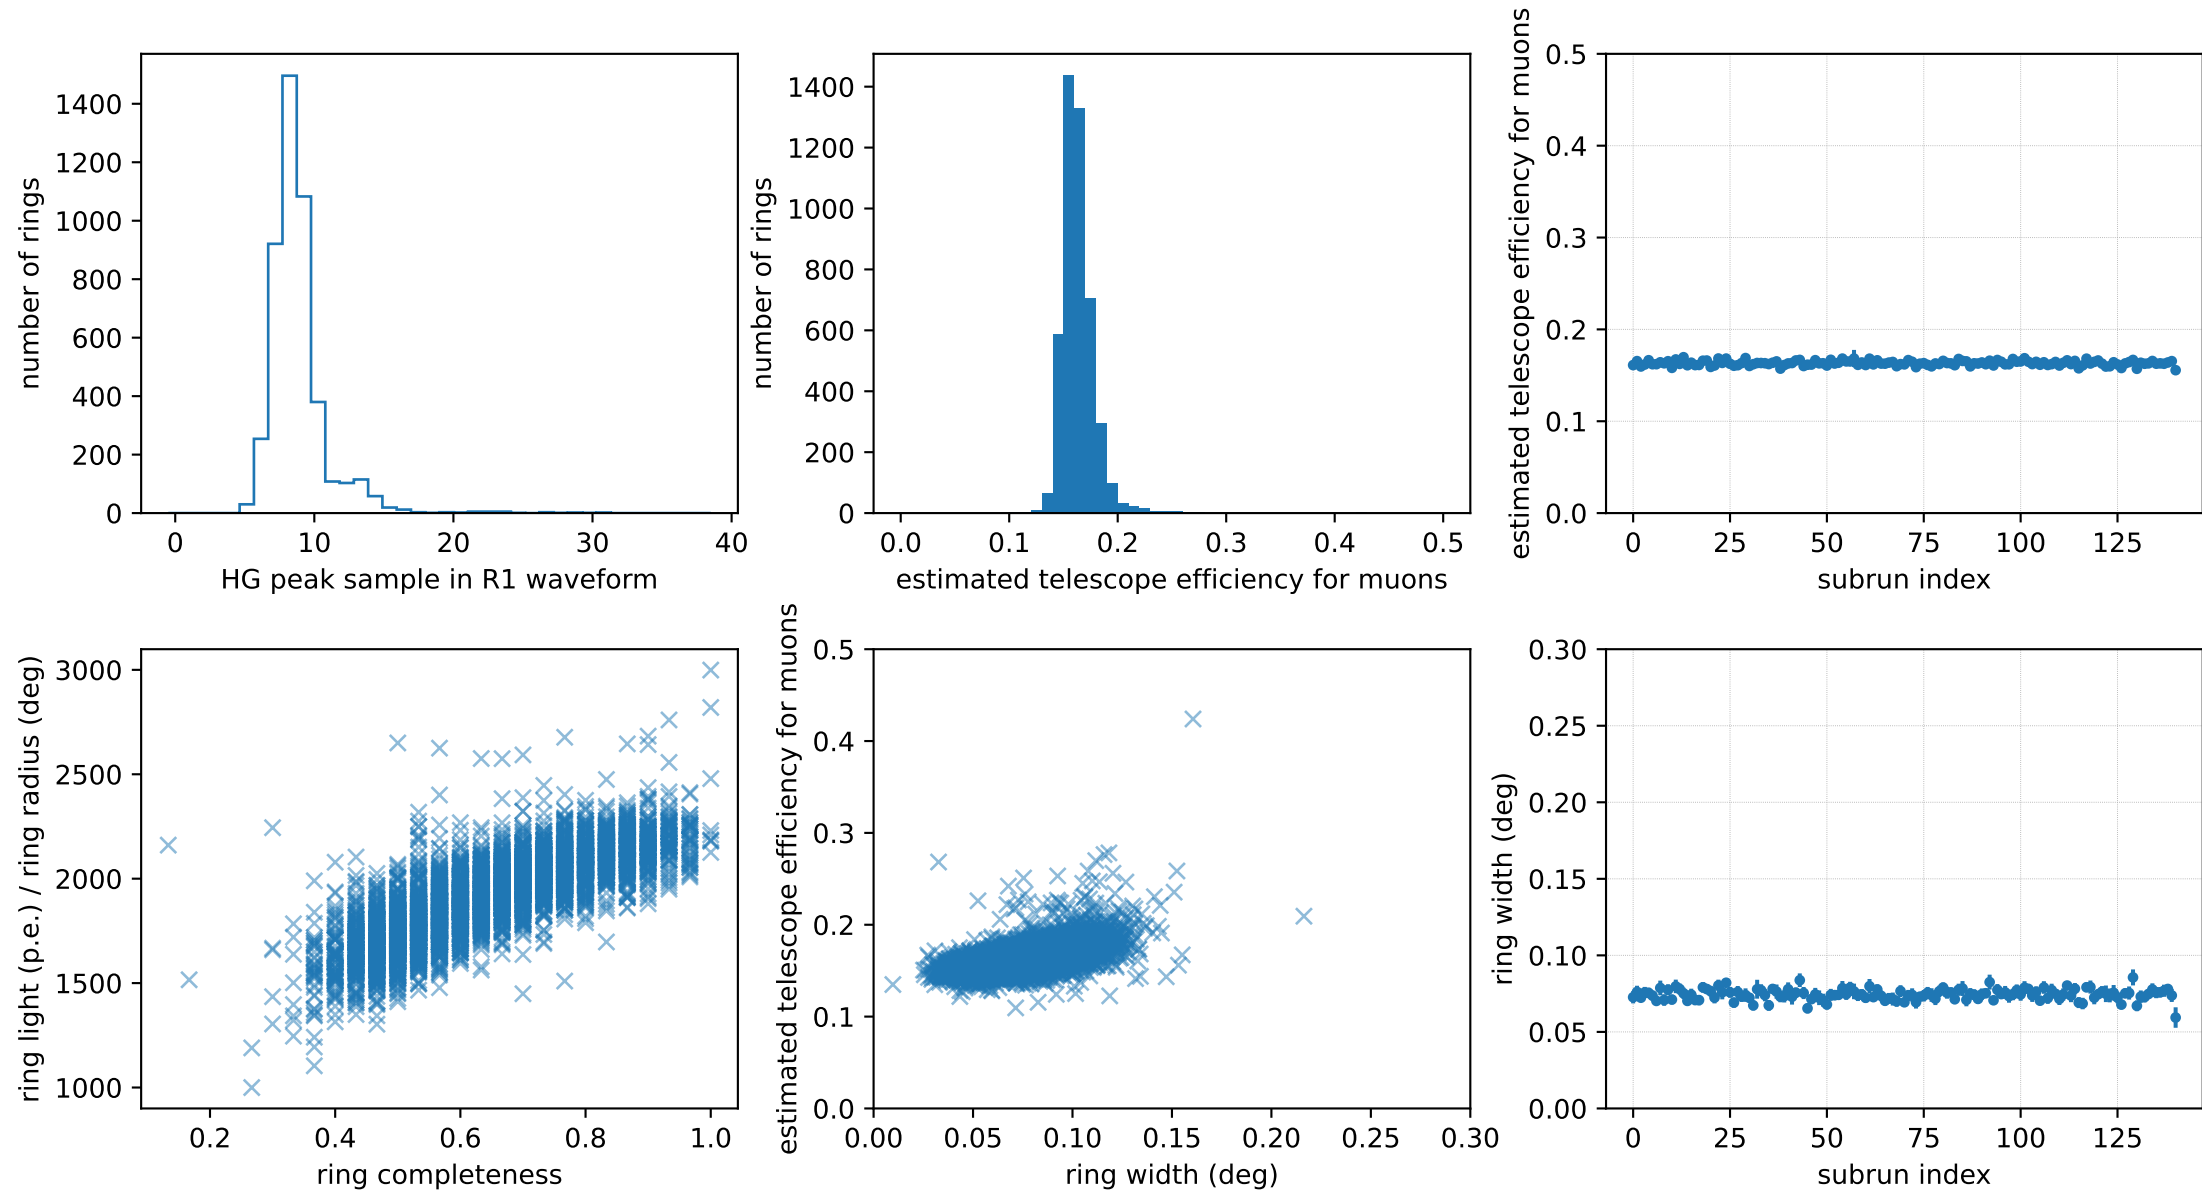 number of rings
1400
1200
1000
800
600
400
200
0
0 10 20 30 40
HG peak sample in R1 waveform
number of rings
1400
1200
1000
800
600
400
200
0
0.0 0.1 0.2 0.3 0.4 0.5
estimated telescope efficiency for muons
estimated telescope efficiency for muons
0.5
0.4
0.3
0.2
0.1
0.0
0 25 50 75 100 125
subrun index
ring light (p.e.) / ring radius (deg)
3000
2500
2000
1500
1000
0.2 0.4 0.6 0.8 1.0
ring completeness
estimated telescope efficiency for muons
0.5
0.4
0.3
0.2
0.1
0.0
0.00 0.05 0.10 0.15 0.20 0.25 0.30
ring width (deg)
ring width (deg)
0.30
0.25
0.20
0.15
0.10
0.05
0.00
0 25 50 75 100 125
subrun index